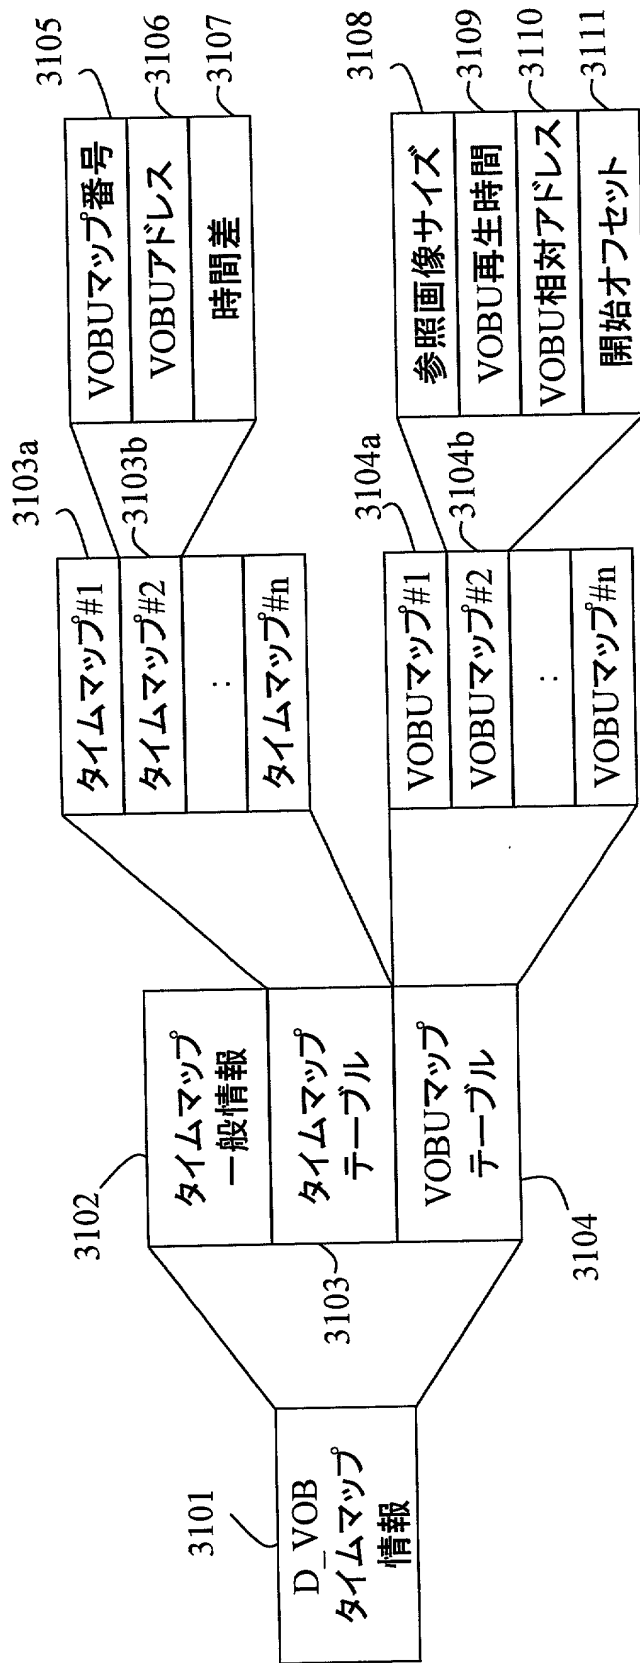 3101
D_VOB
タイムマップ
情報
3102
タイムマップ
一般情報
タイムマップ
テーブル
3103
VOBUマップ
テーブル
3104
3103a
タイムマップ#1
3103b
タイムマップ#2
:
タイムマップ#n
3104a
VOBUマップ#1
3104b
VOBUマップ#2
:
VOBUマップ#n
3105
VOBUマップ番号
3106
VOBUアドレス
3107
時間差
3108
参照画像サイズ
3109
VOBU再生時間
3110
VOBU相対アドレス
3111
開始オフセット